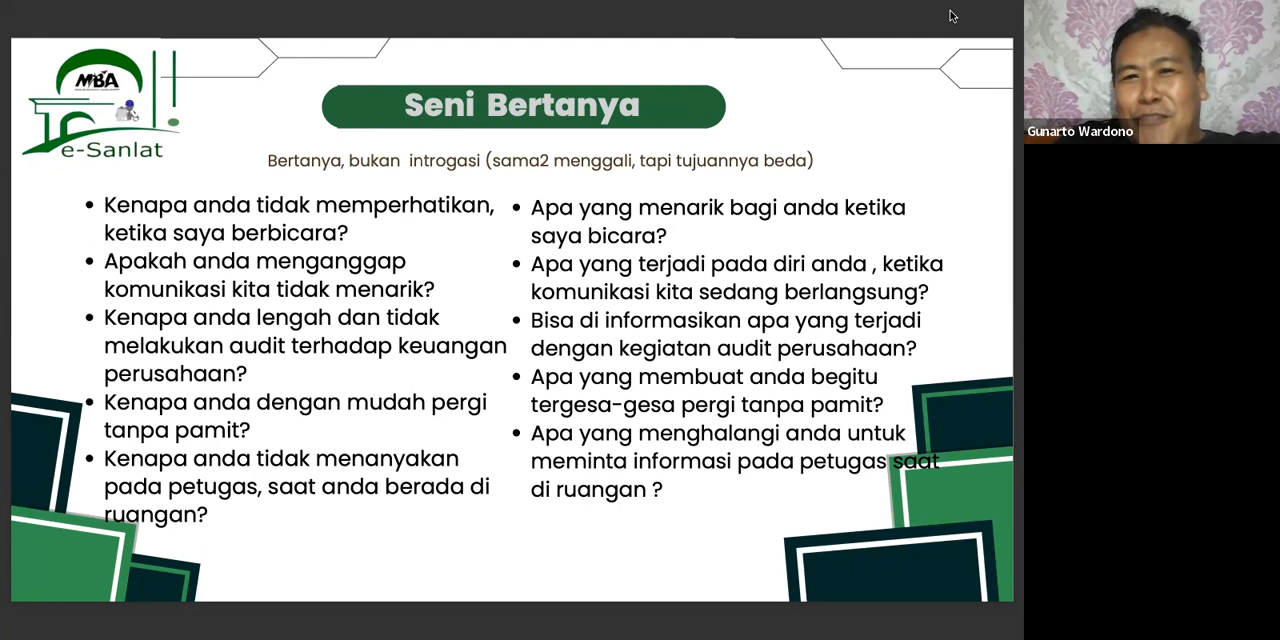 MBA
e-Sanlat
Seni Bertanya
Bertanya, bukan introgasi (sama2 menggali, tapi tujuannya beda)
Kenapa anda tidak memperhatikan,
ketika saya berbicara?
Apakah anda menganggap
komunikasi kita tidak menarik?
Kenapa anda lengah dan tidak
melakukan audit terhadap keuangan
perusahaan?
Kenapa anda dengan mudah pergi
tanpa pamit?
Kenapa anda tidak menanyakan
pada petugas, saat anda berada di
ruangan?
Apa yang menarik bagi anda ketika
saya bicara?
Apa yang terjadi pada diri anda , ketika
komunikasi kita sedang berlangsung?
Bisa di informasikan apa yang terjadi
dengan kegiatan audit perusahaan?
Apa yang membuat anda begitu
tergesa-gesa pergi tanpa pamit?
Apa yang menghalangi anda untuk
meminta informasi pada petugas saat
di ruangan ?
Gunarto Wardono